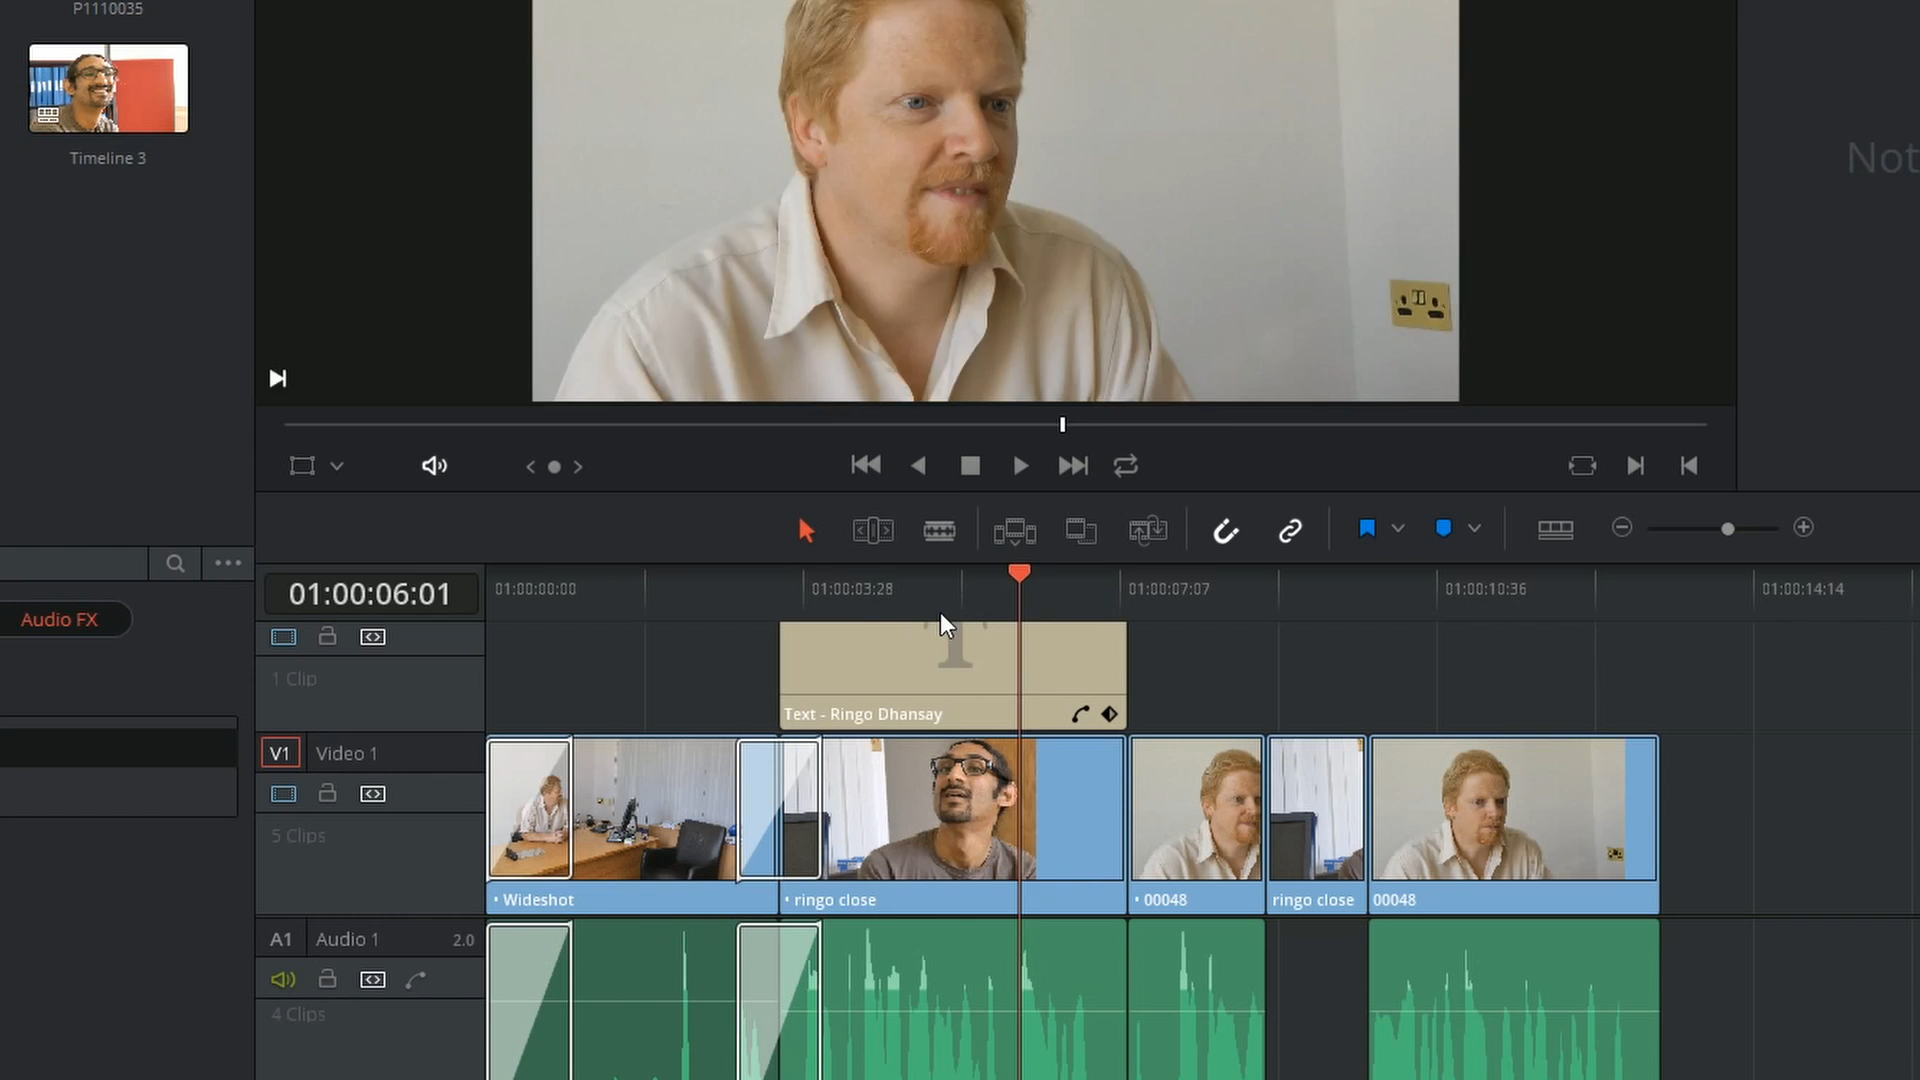 P1110035
Timeline 3
Not
Audio FX
01:00:06:01
01:00:00:00
01:00:03:28
01:00:07:07
01:00:10:36
01:00:14:14
1 Clip
T
Text - Ringo Dhansay
V1
Video 1
5 Clips
• Wideshot
• ringo close
• 00048
ringo close
00048
A1
Audio 1
2.0
4 Clips